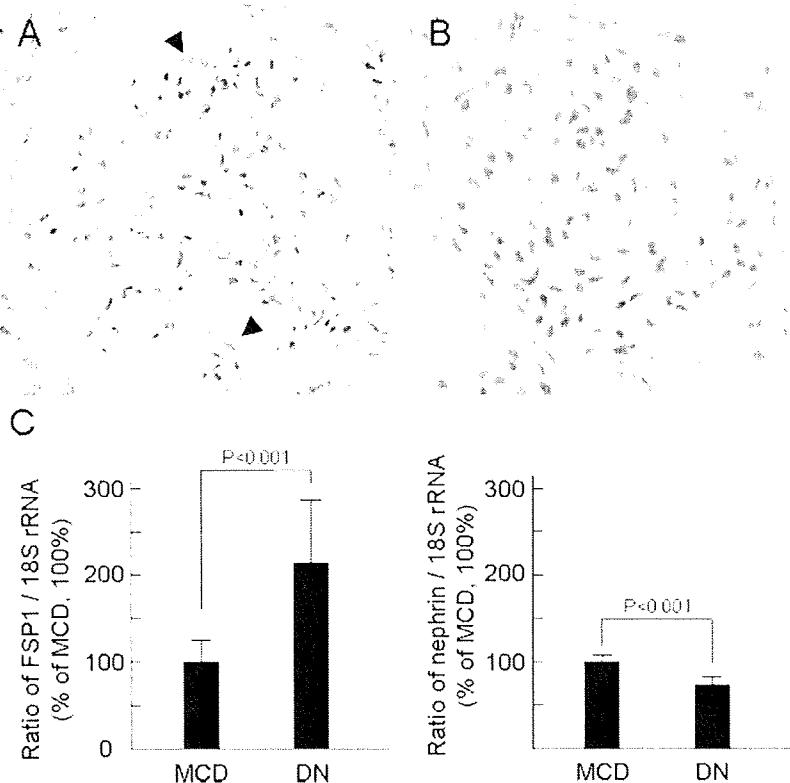 A
B
C
Ratio of FSP1 / 18S rRNA
(% of MCD, 100%)
300
200
100
0
P<0.001
MCD
DN
Ratio of nephrin / 18S rRNA
(% of MCD, 100%)
300
200
100
P<0.001
MCD
DN